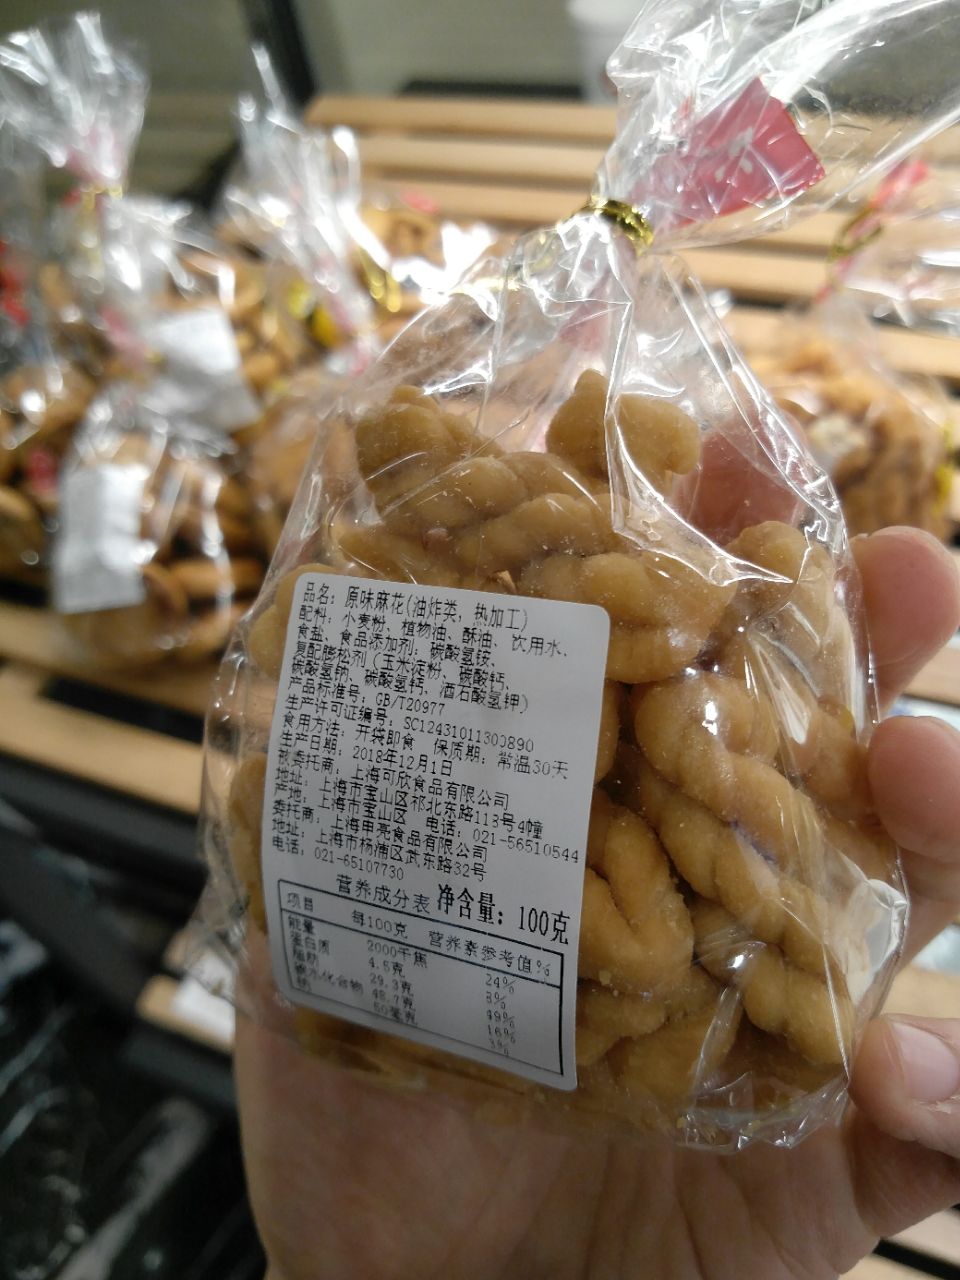 品名：原味麻花(油炸类，热加工)
配料：小麦粉、植物油、酥油、饮用水、
食盐、食品添加剂：碳酸氢铵、
复配膨松剂（玉米淀粉、碳酸钙、
碳酸氢钠、碳酸氢钙、酒石酸氢钾）
产品标准号：GB/T20977
生产许可证编号：SC12431011300890
食用方法：开袋即食 保质期：常温30天
生产日期：2018年12月1日
被委托商：上海可欣食品有限公司
地址：上海市宝山区祁北东路118号4幢
产地：上海市宝山区 电话：021-56510544
委托商：上海申亮食品有限公司
地址：上海市杨浦区武东路32号
电话：021-65107730
营养成分表 净含量：100克
项目 每100克 营养素参考值%
能量 2000千焦 24%
蛋白质 4.5克 8%
脂肪 29.3克 49%
碳水化合物 48.7克 16%
钠 60毫克 3%